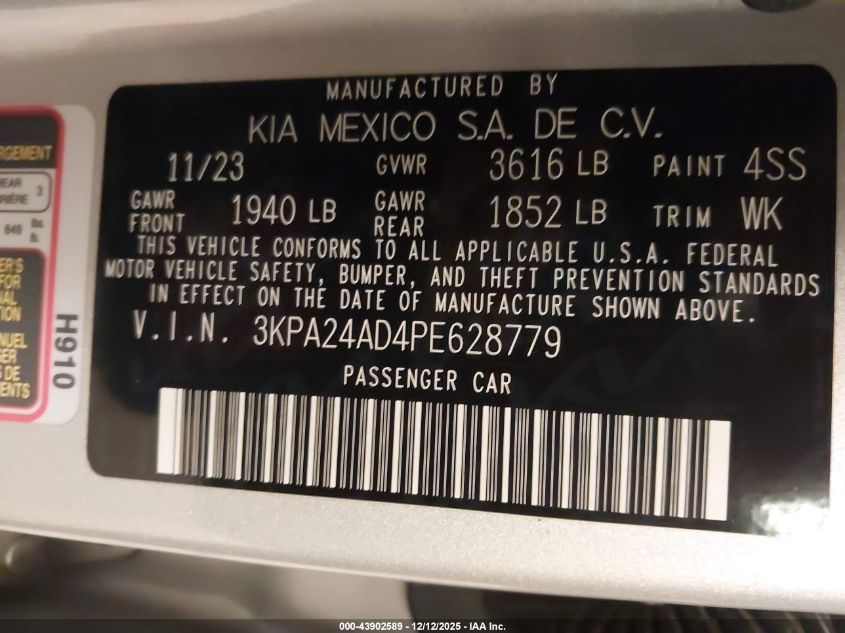 MANUFACTURED BY
KIA MEXICO S.A. DE C.V.
11/23 GVWR 3616 LB PAINT 4SS
GAWR FRONT 1940 LB GAWR REAR 1852 LB TRIM WK
THIS VEHICLE CONFORMS TO ALL APPLICABLE U.S.A. FEDERAL
MOTOR VEHICLE SAFETY, BUMPER, AND THEFT PREVENTION STANDARDS
IN EFFECT ON THE DATE OF MANUFACTURE SHOWN ABOVE.
V.I.N. 3KPA24AD4PE628779
PASSENGER CAR
3
849 lbs.
H910
000-43902589 - 12/12/2025 - IAA Inc.